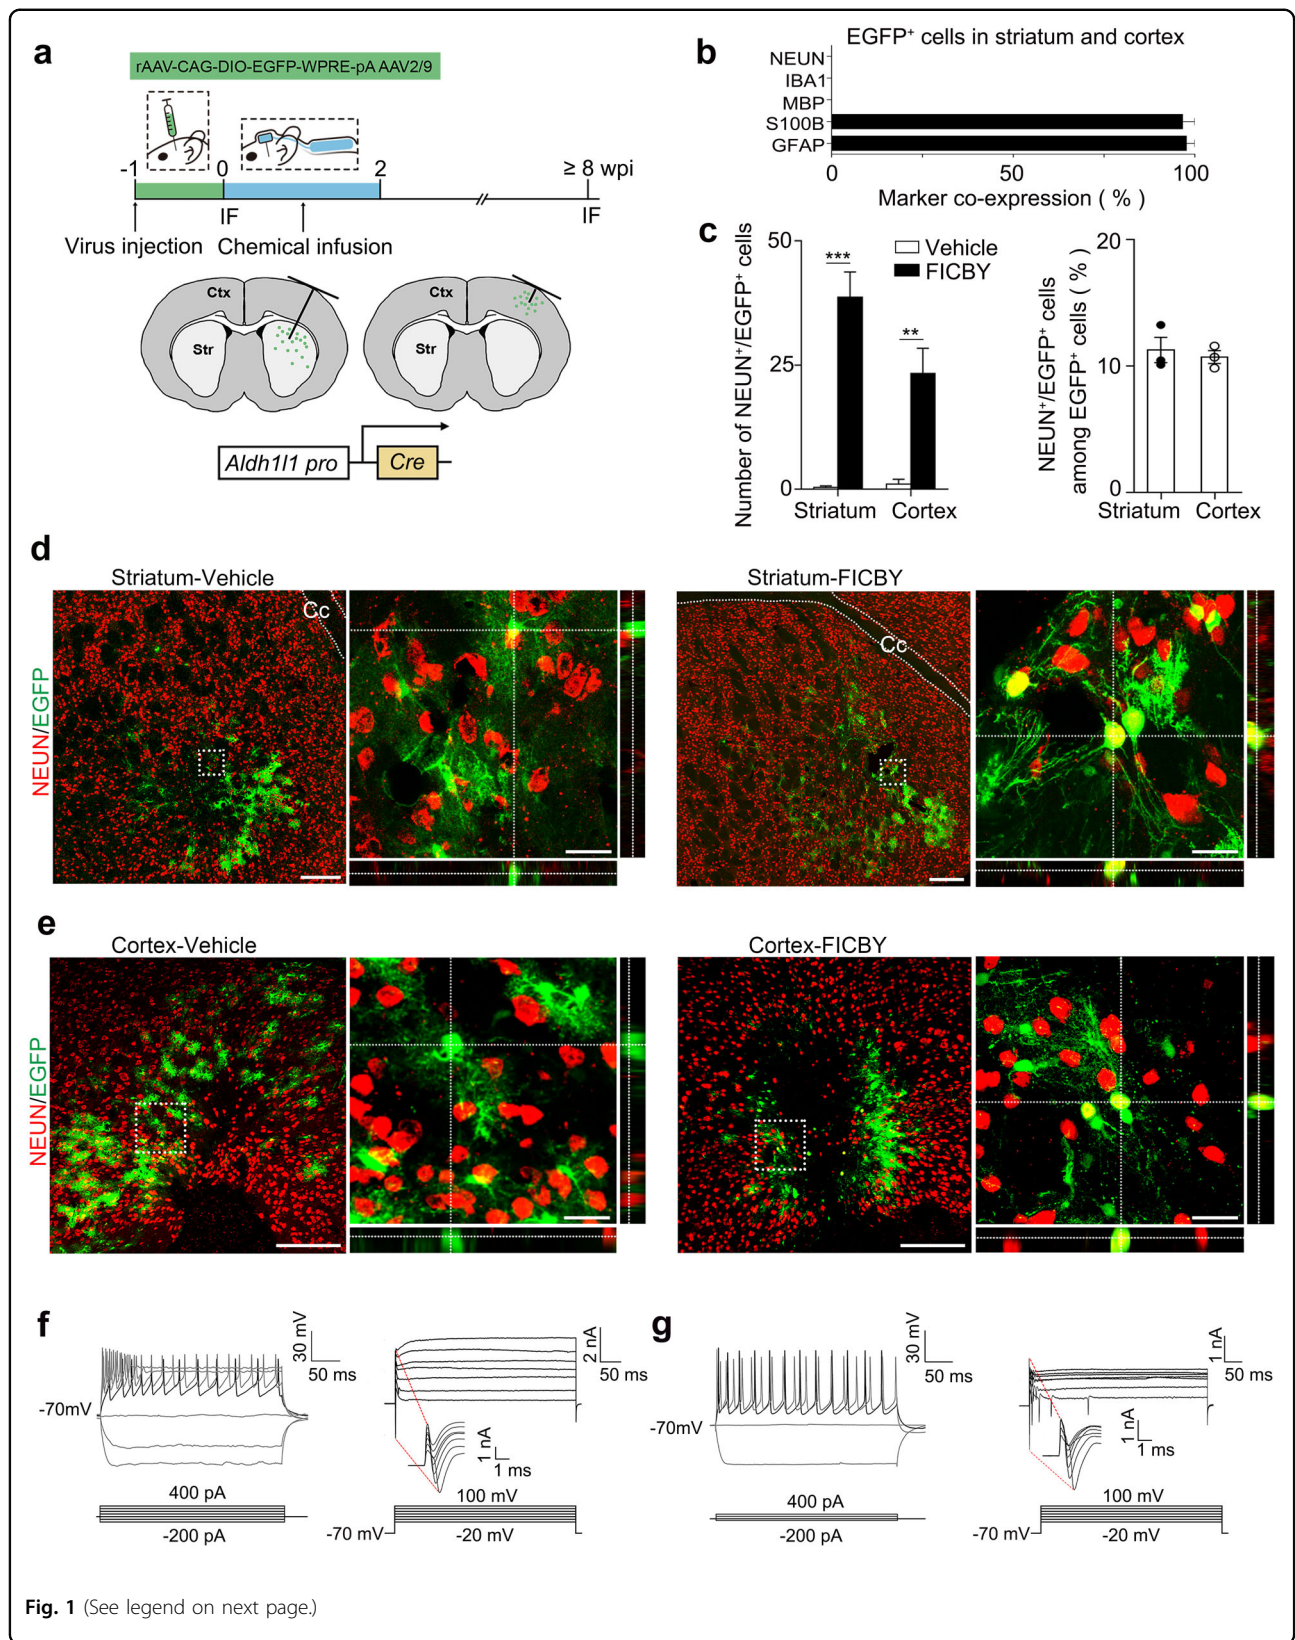 a
rAAV-CAG-DIO-EGFP-WPRE-pA AAV2/9
-1 0 2 ≥ 8 wpi
IF IF
Virus injection Chemical infusion
Ctx Ctx
Str Str
Aldh1l1 pro Cre
b
EGFP⁺ cells in striatum and cortex
NEUN
IBA1
MBP
S100B
GFAP
0 50 100
Marker co-expression ( % )
c
Number of NEUN⁺/EGFP⁺ cells
50
25
0
*** **
Vehicle
FICBY
Striatum Cortex
NEUN⁺/EGFP⁺ cells
among EGFP⁺ cells ( % )
20
10
0
Striatum Cortex
d
Striatum-Vehicle Striatum-FICBY
NEUN/EGFP
Cc Cc
e
Cortex-Vehicle Cortex-FICBY
NEUN/EGFP
f
30 mV
50 ms
-70mV
400 pA
-200 pA
2 nA
50 ms
1 nA
1 ms
100 mV
-70 mV -20 mV
g
30 mV
50 ms
-70mV
400 pA
-200 pA
1 nA
50 ms
1 nA
1 ms
100 mV
-70 mV -20 mV
Fig. 1 (See legend on next page.)